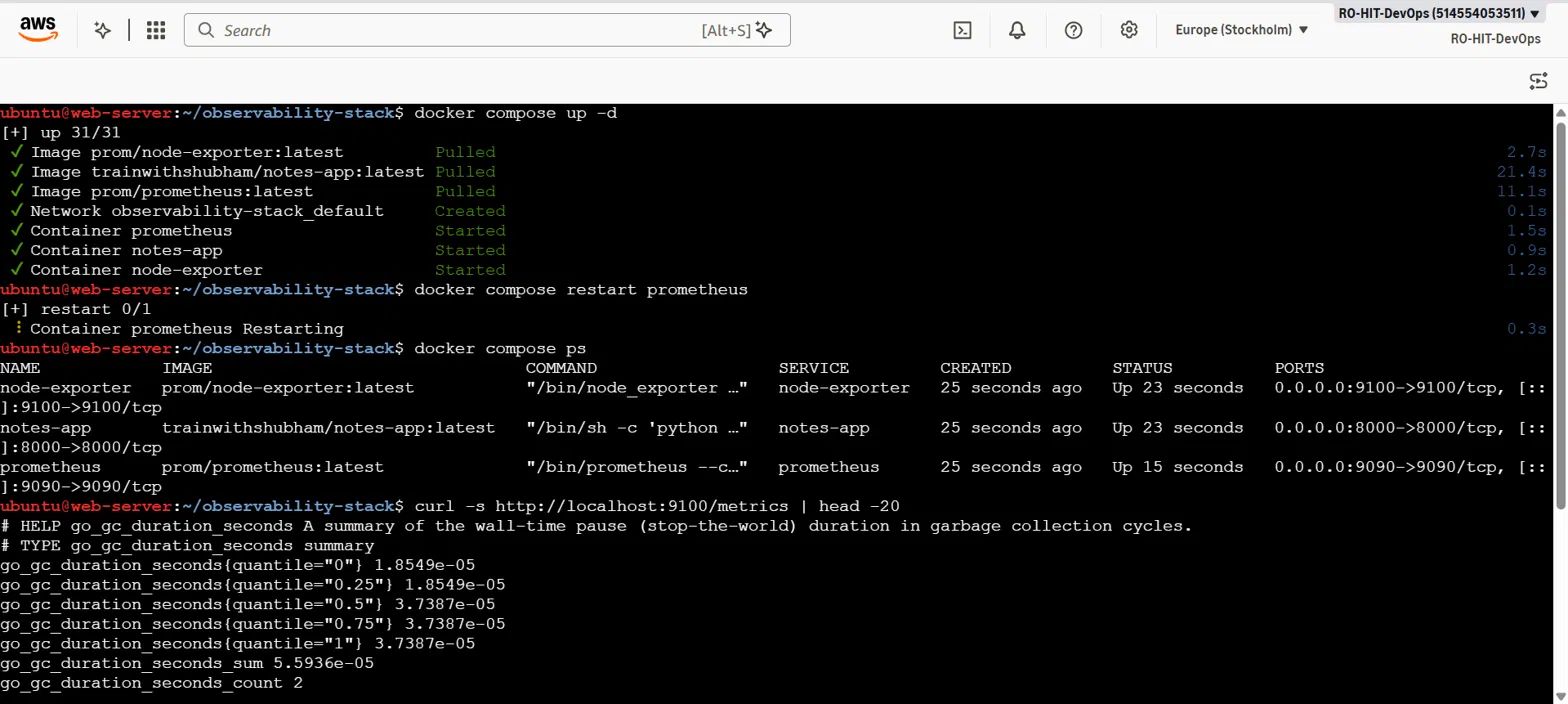 aws
Search [Alt+S]
Europe (Stockholm) ▼
RO-HIT-DevOps (514554053511) ▼
RO-HIT-DevOps
ubuntu@web-server:~/observability-stack$ docker compose up -d
[+] up 31/31
✓ Image prom/node-exporter:latest Pulled 2.7s
✓ Image trainwithshubham/notes-app:latest Pulled 21.4s
✓ Image prom/prometheus:latest Pulled 11.1s
✓ Network observability-stack_default Created 0.1s
✓ Container prometheus Started 1.5s
✓ Container notes-app Started 0.9s
✓ Container node-exporter Started 1.2s
ubuntu@web-server:~/observability-stack$ docker compose restart prometheus
[+] restart 0/1
⠸ Container prometheus Restarting 0.3s
ubuntu@web-server:~/observability-stack$ docker compose ps
NAME IMAGE COMMAND SERVICE CREATED STATUS PORTS
node-exporter prom/node-exporter:latest "/bin/node_exporter …" node-exporter 25 seconds ago Up 23 seconds 0.0.0.0:9100->9100/tcp, [::
]:9100->9100/tcp
notes-app trainwithshubham/notes-app:latest "/bin/sh -c 'python …" notes-app 25 seconds ago Up 23 seconds 0.0.0.0:8000->8000/tcp, [::
]:8000->8000/tcp
prometheus prom/prometheus:latest "/bin/prometheus --c…" prometheus 25 seconds ago Up 15 seconds 0.0.0.0:9090->9090/tcp, [::
]:9090->9090/tcp
ubuntu@web-server:~/observability-stack$ curl -s http://localhost:9100/metrics | head -20
# HELP go_gc_duration_seconds A summary of the wall-time pause (stop-the-world) duration in garbage collection cycles.
# TYPE go_gc_duration_seconds summary
go_gc_duration_seconds{quantile="0"} 1.8549e-05
go_gc_duration_seconds{quantile="0.25"} 1.8549e-05
go_gc_duration_seconds{quantile="0.5"} 3.7387e-05
go_gc_duration_seconds{quantile="0.75"} 3.7387e-05
go_gc_duration_seconds{quantile="1"} 3.7387e-05
go_gc_duration_seconds_sum 5.5936e-05
go_gc_duration_seconds_count 2